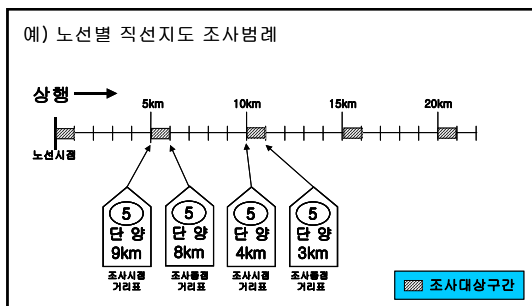 예) 노선별 직선지도 조사범례
상행
5km
10km
15km
20km
노선시점
5
단 양
9km
5
단 양
8km
5
단 양
4km
5
단 양
3km
조사시점
거리표
조사종점
거리표
조사시점
거리표
조사종점
거리표
조사대상구간